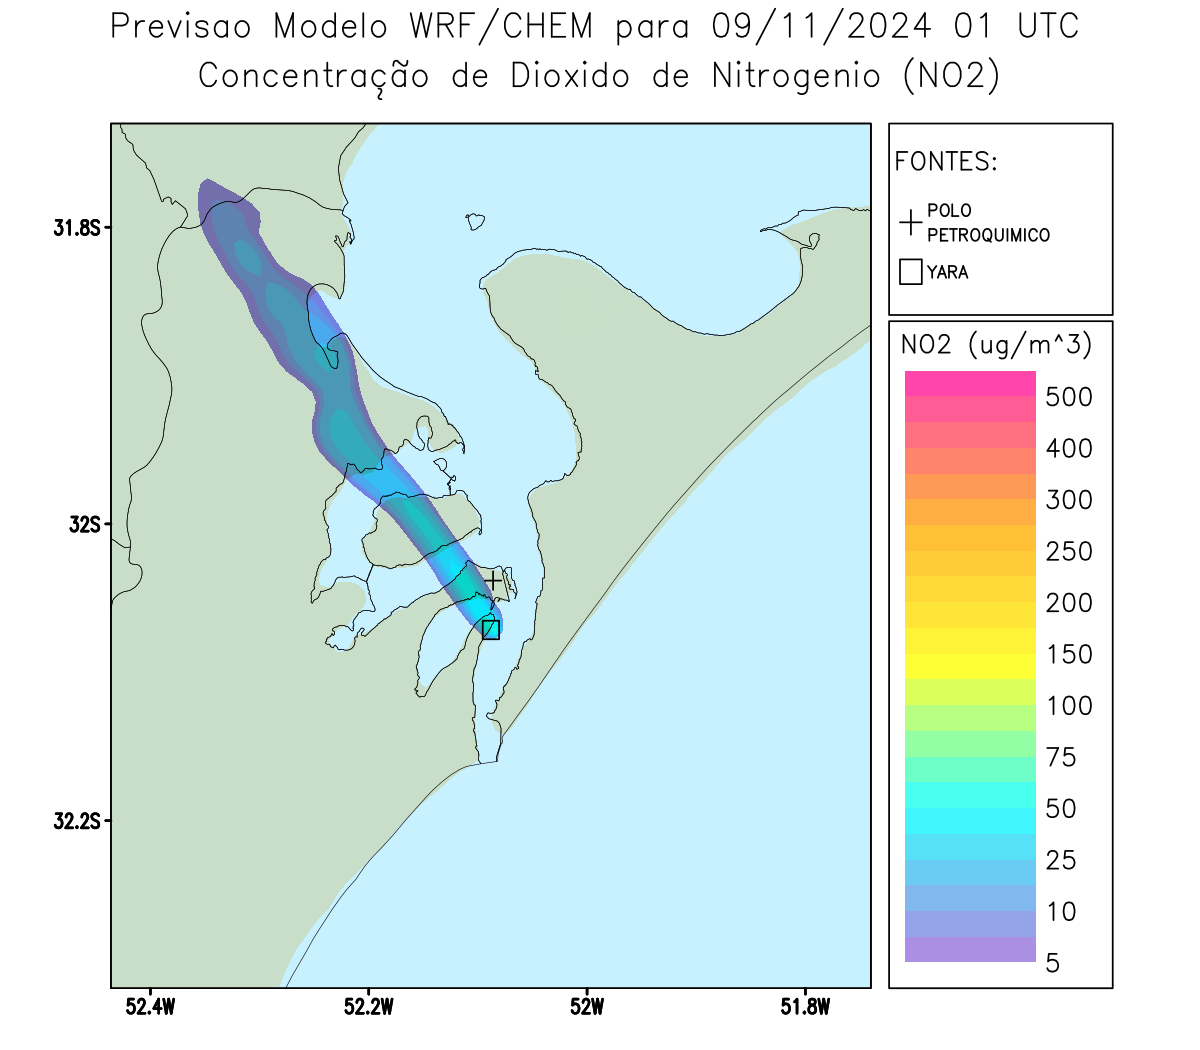 Previsao Modelo WRF/CHEM para 09/11/2024 01 UTC
Concentração de Dioxido de Nitrogenio (NO2)
FONTES:
POLO
PETROQUIMICO
YARA
NO2 (ug/m^3)
500
400
300
250
200
150
100
75
50
25
10
5
31.8S
32S
32.2S
52.4W
52.2W
52W
51.8W